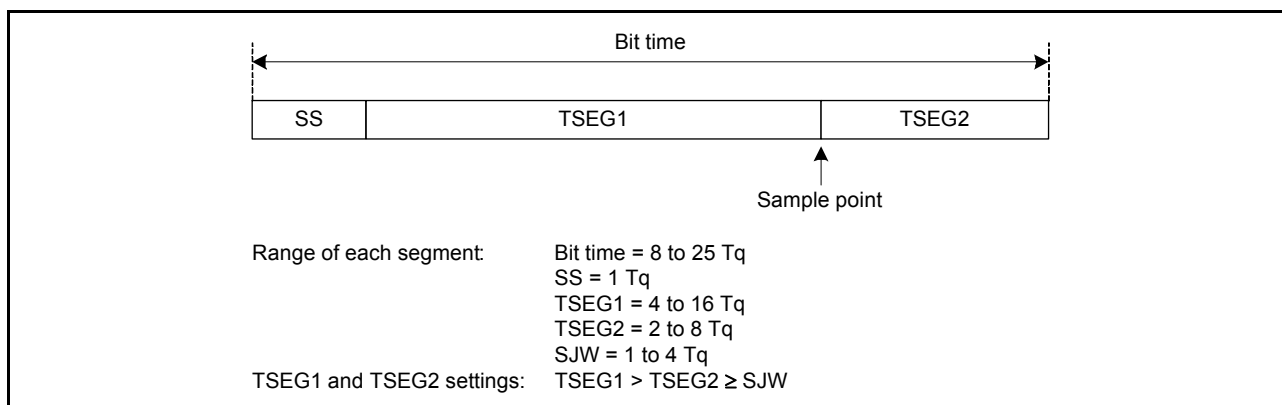 Bit time
SS TSEG1 TSEG2
Sample point
Range of each segment: Bit time = 8 to 25 Tq
SS = 1 Tq
TSEG1 = 4 to 16 Tq
TSEG2 = 2 to 8 Tq
SJW = 1 to 4 Tq
TSEG1 and TSEG2 settings: TSEG1 > TSEG2 ≥ SJW